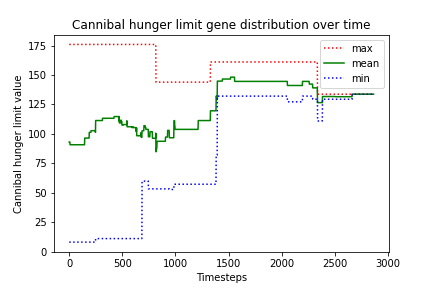 Cannibal hunger limit gene distribution over time
max
mean
min
Cannibal hunger limit value
175
150
125
100
75
50
25
0
0 500 1000 1500 2000 2500 3000
Timesteps